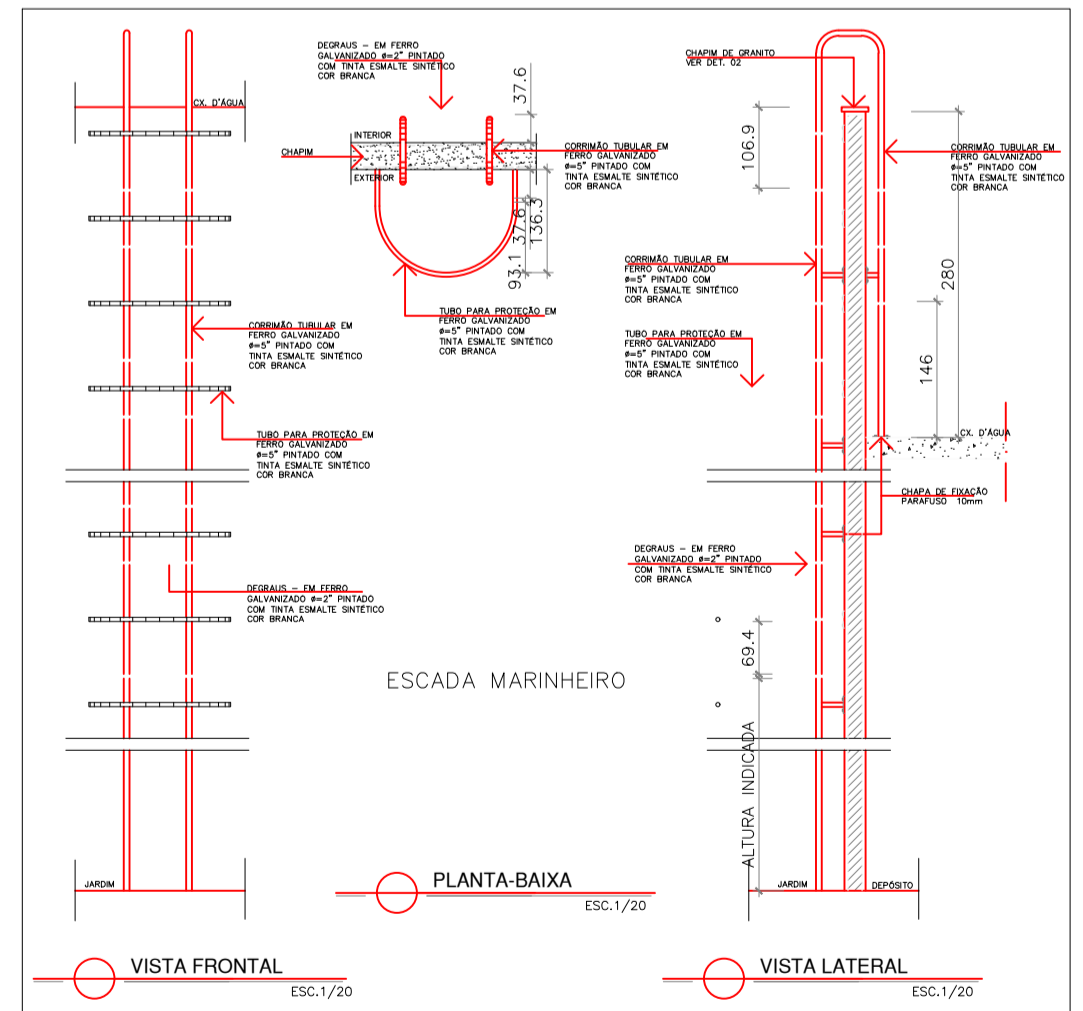 DEGRAUS – EM FERRO
GALVANIZADO ø=2" PINTADO
COM TINTA ESMALTE SINTÉTICO
COR BRANCA
37.6
CX. D'ÁGUA
INTERIOR
CHAPIM
EXTERIOR
CORRIMÃO TUBULAR EM
FERRO GALVANIZADO
ø=5" PINTADO COM
TINTA ESMALTE SINTÉTICO
COR BRANCA
37.6
136.3
93.1
TUBO PARA PROTEÇÃO EM
FERRO GALVANIZADO
ø=5" PINTADO COM
TINTA ESMALTE SINTÉTICO
COR BRANCA
CORRIMÃO TUBULAR EM
FERRO GALVANIZADO
ø=5" PINTADO COM
TINTA ESMALTE SINTÉTICO
COR BRANCA
TUBO PARA PROTEÇÃO EM
FERRO GALVANIZADO
ø=5" PINTADO COM
TINTA ESMALTE SINTÉTICO
COR BRANCA
DEGRAUS – EM FERRO
GALVANIZADO ø=2" PINTADO
COM TINTA ESMALTE SINTÉTICO
COR BRANCA
CHAPIM DE GRANITO
VER DET. 02
106.9
CORRIMÃO TUBULAR EM
FERRO GALVANIZADO
ø=5" PINTADO COM
TINTA ESMALTE SINTÉTICO
COR BRANCA
CORRIMÃO TUBULAR EM
FERRO GALVANIZADO
ø=5" PINTADO COM
TINTA ESMALTE SINTÉTICO
COR BRANCA
280
TUBO PARA PROTEÇÃO EM
FERRO GALVANIZADO
ø=5" PINTADO COM
TINTA ESMALTE SINTÉTICO
COR BRANCA
146
CX. D'ÁGUA
CHAPA DE FIXAÇÃO
PARAFUSO 10mm
DEGRAUS – EM FERRO
GALVANIZADO ø=2" PINTADO
COM TINTA ESMALTE SINTÉTICO
COR BRANCA
69.4
ESCADA MARINHEIRO
ALTURA INDICADA
JARDIM
PLANTA-BAIXA
ESC.1/20
JARDIM
DEPÓSITO
VISTA FRONTAL
ESC.1/20
VISTA LATERAL
ESC.1/20